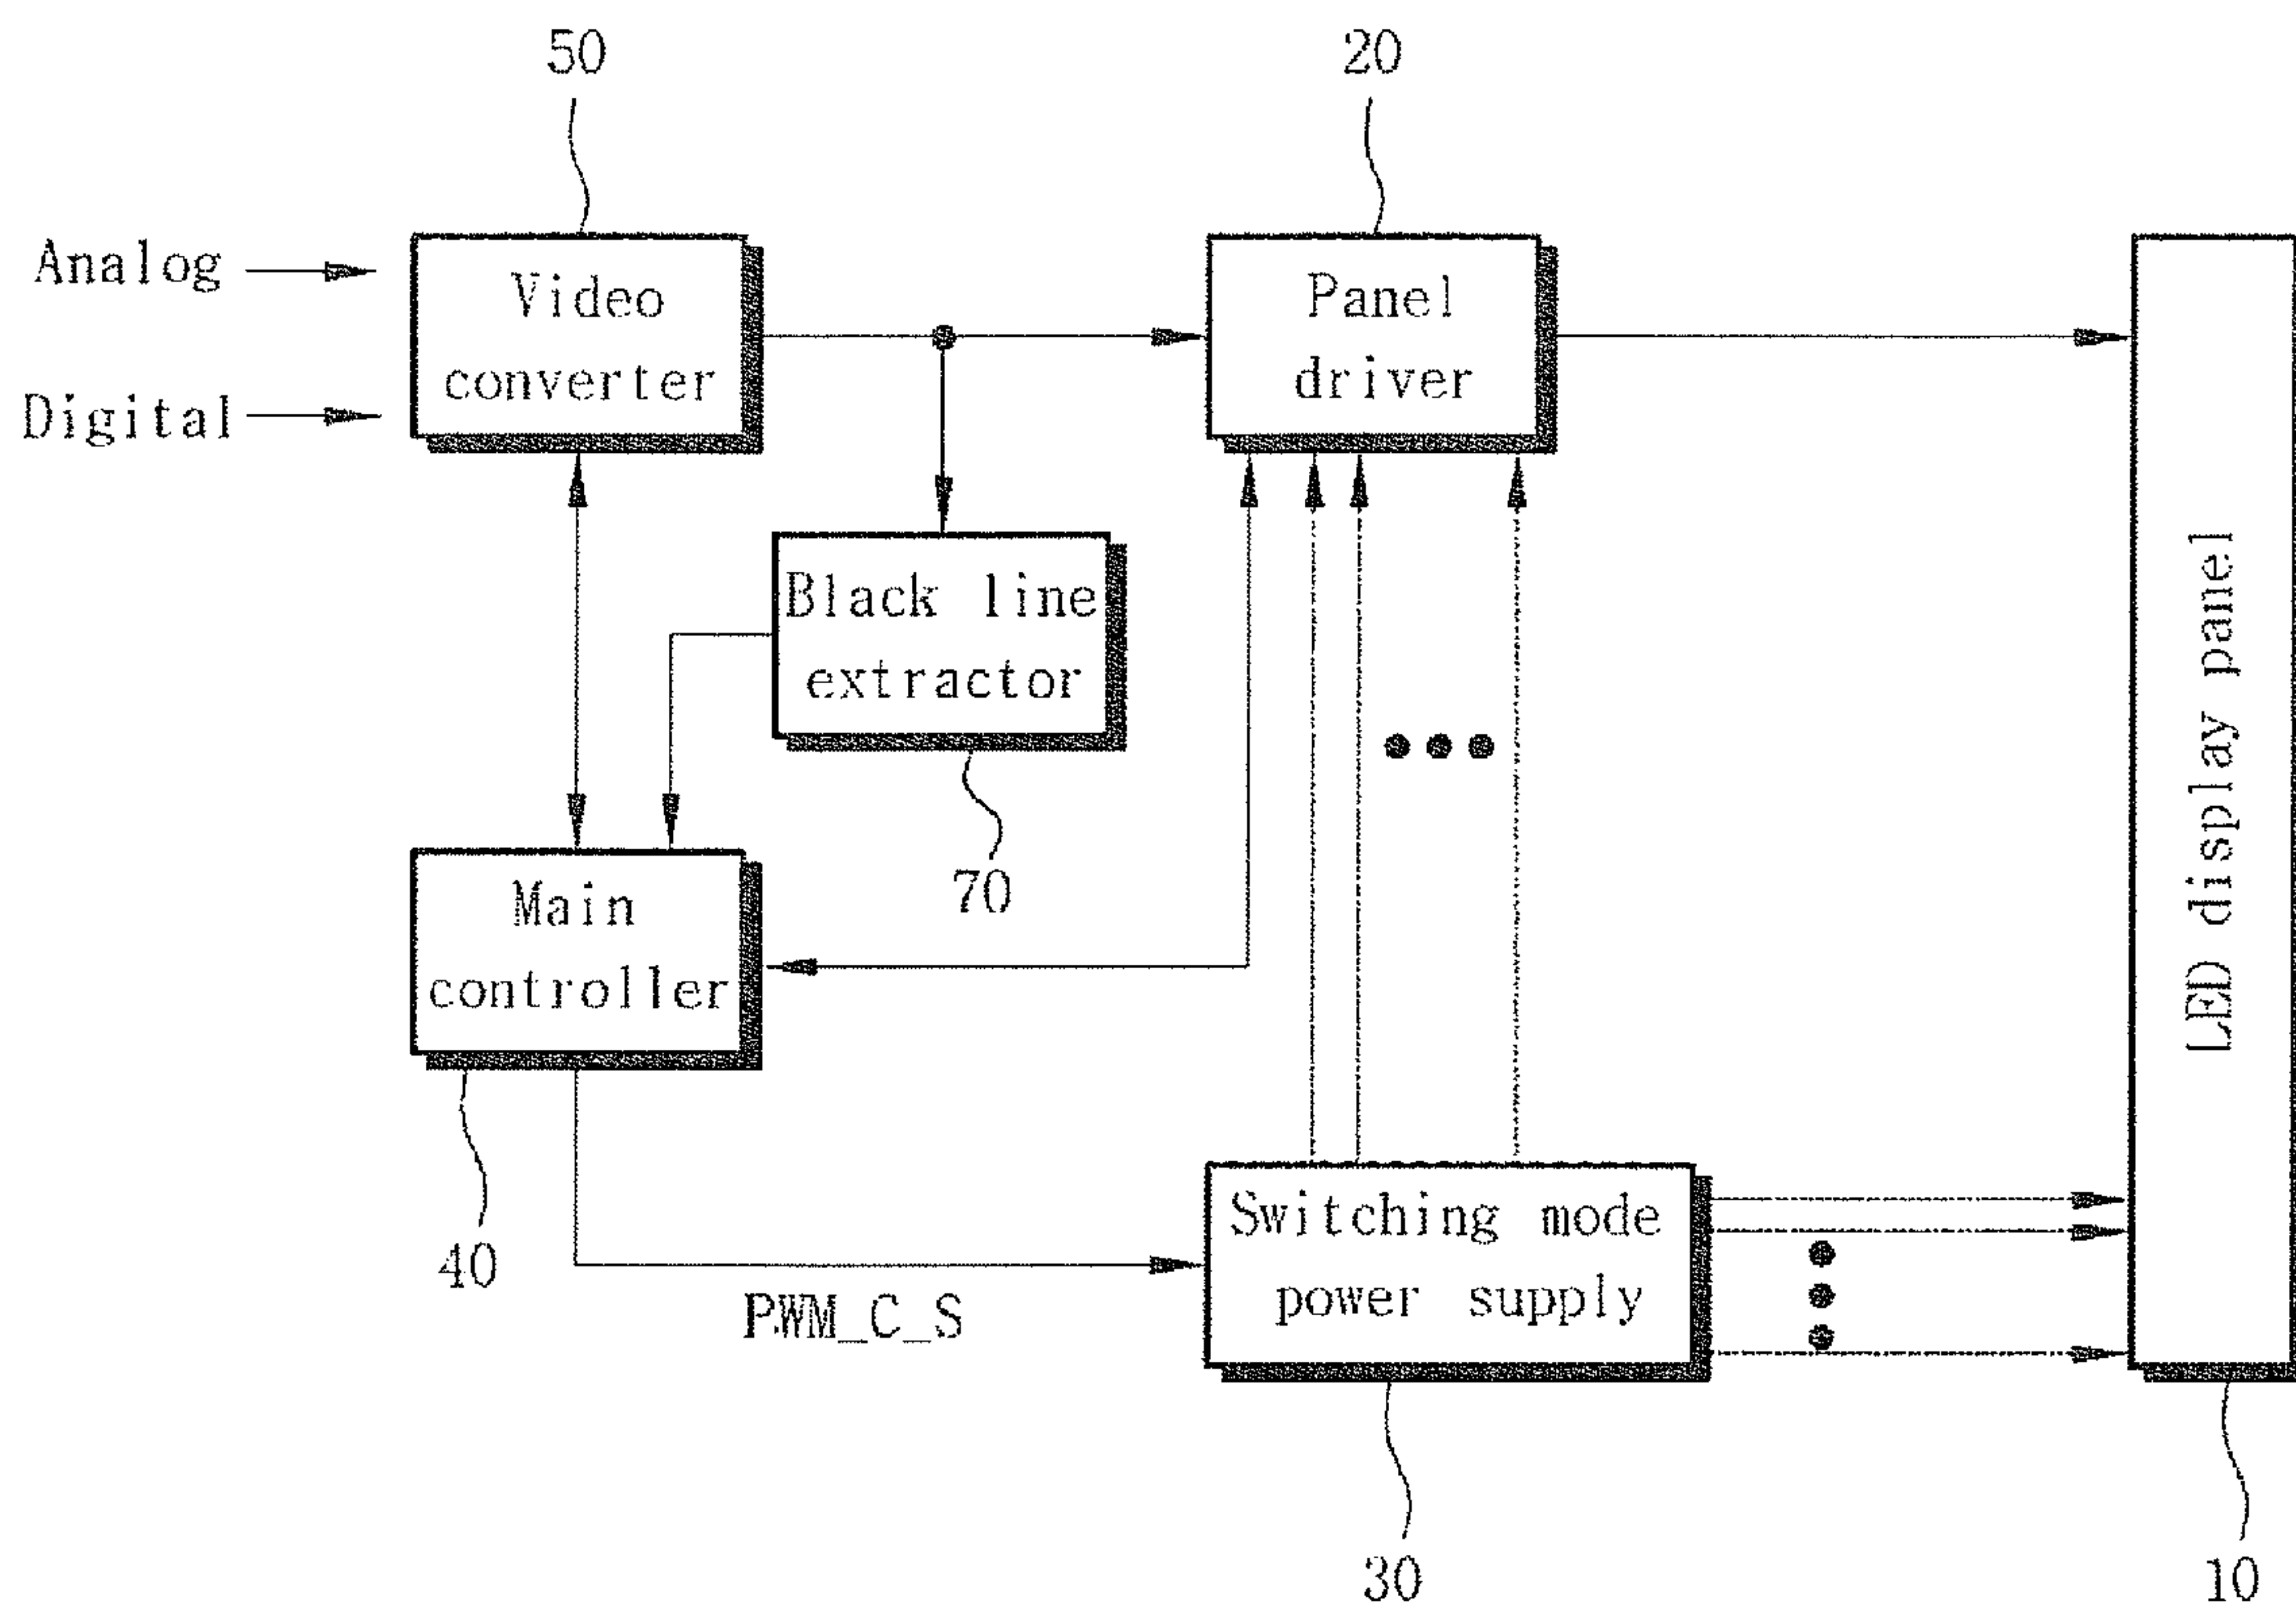 50
20
Analog
Digital
Video
converter
Panel
driver
Black line
extractor
70
Main
controller
40
PWM_C_S
Switching mode
power supply
30
LED display panel
10